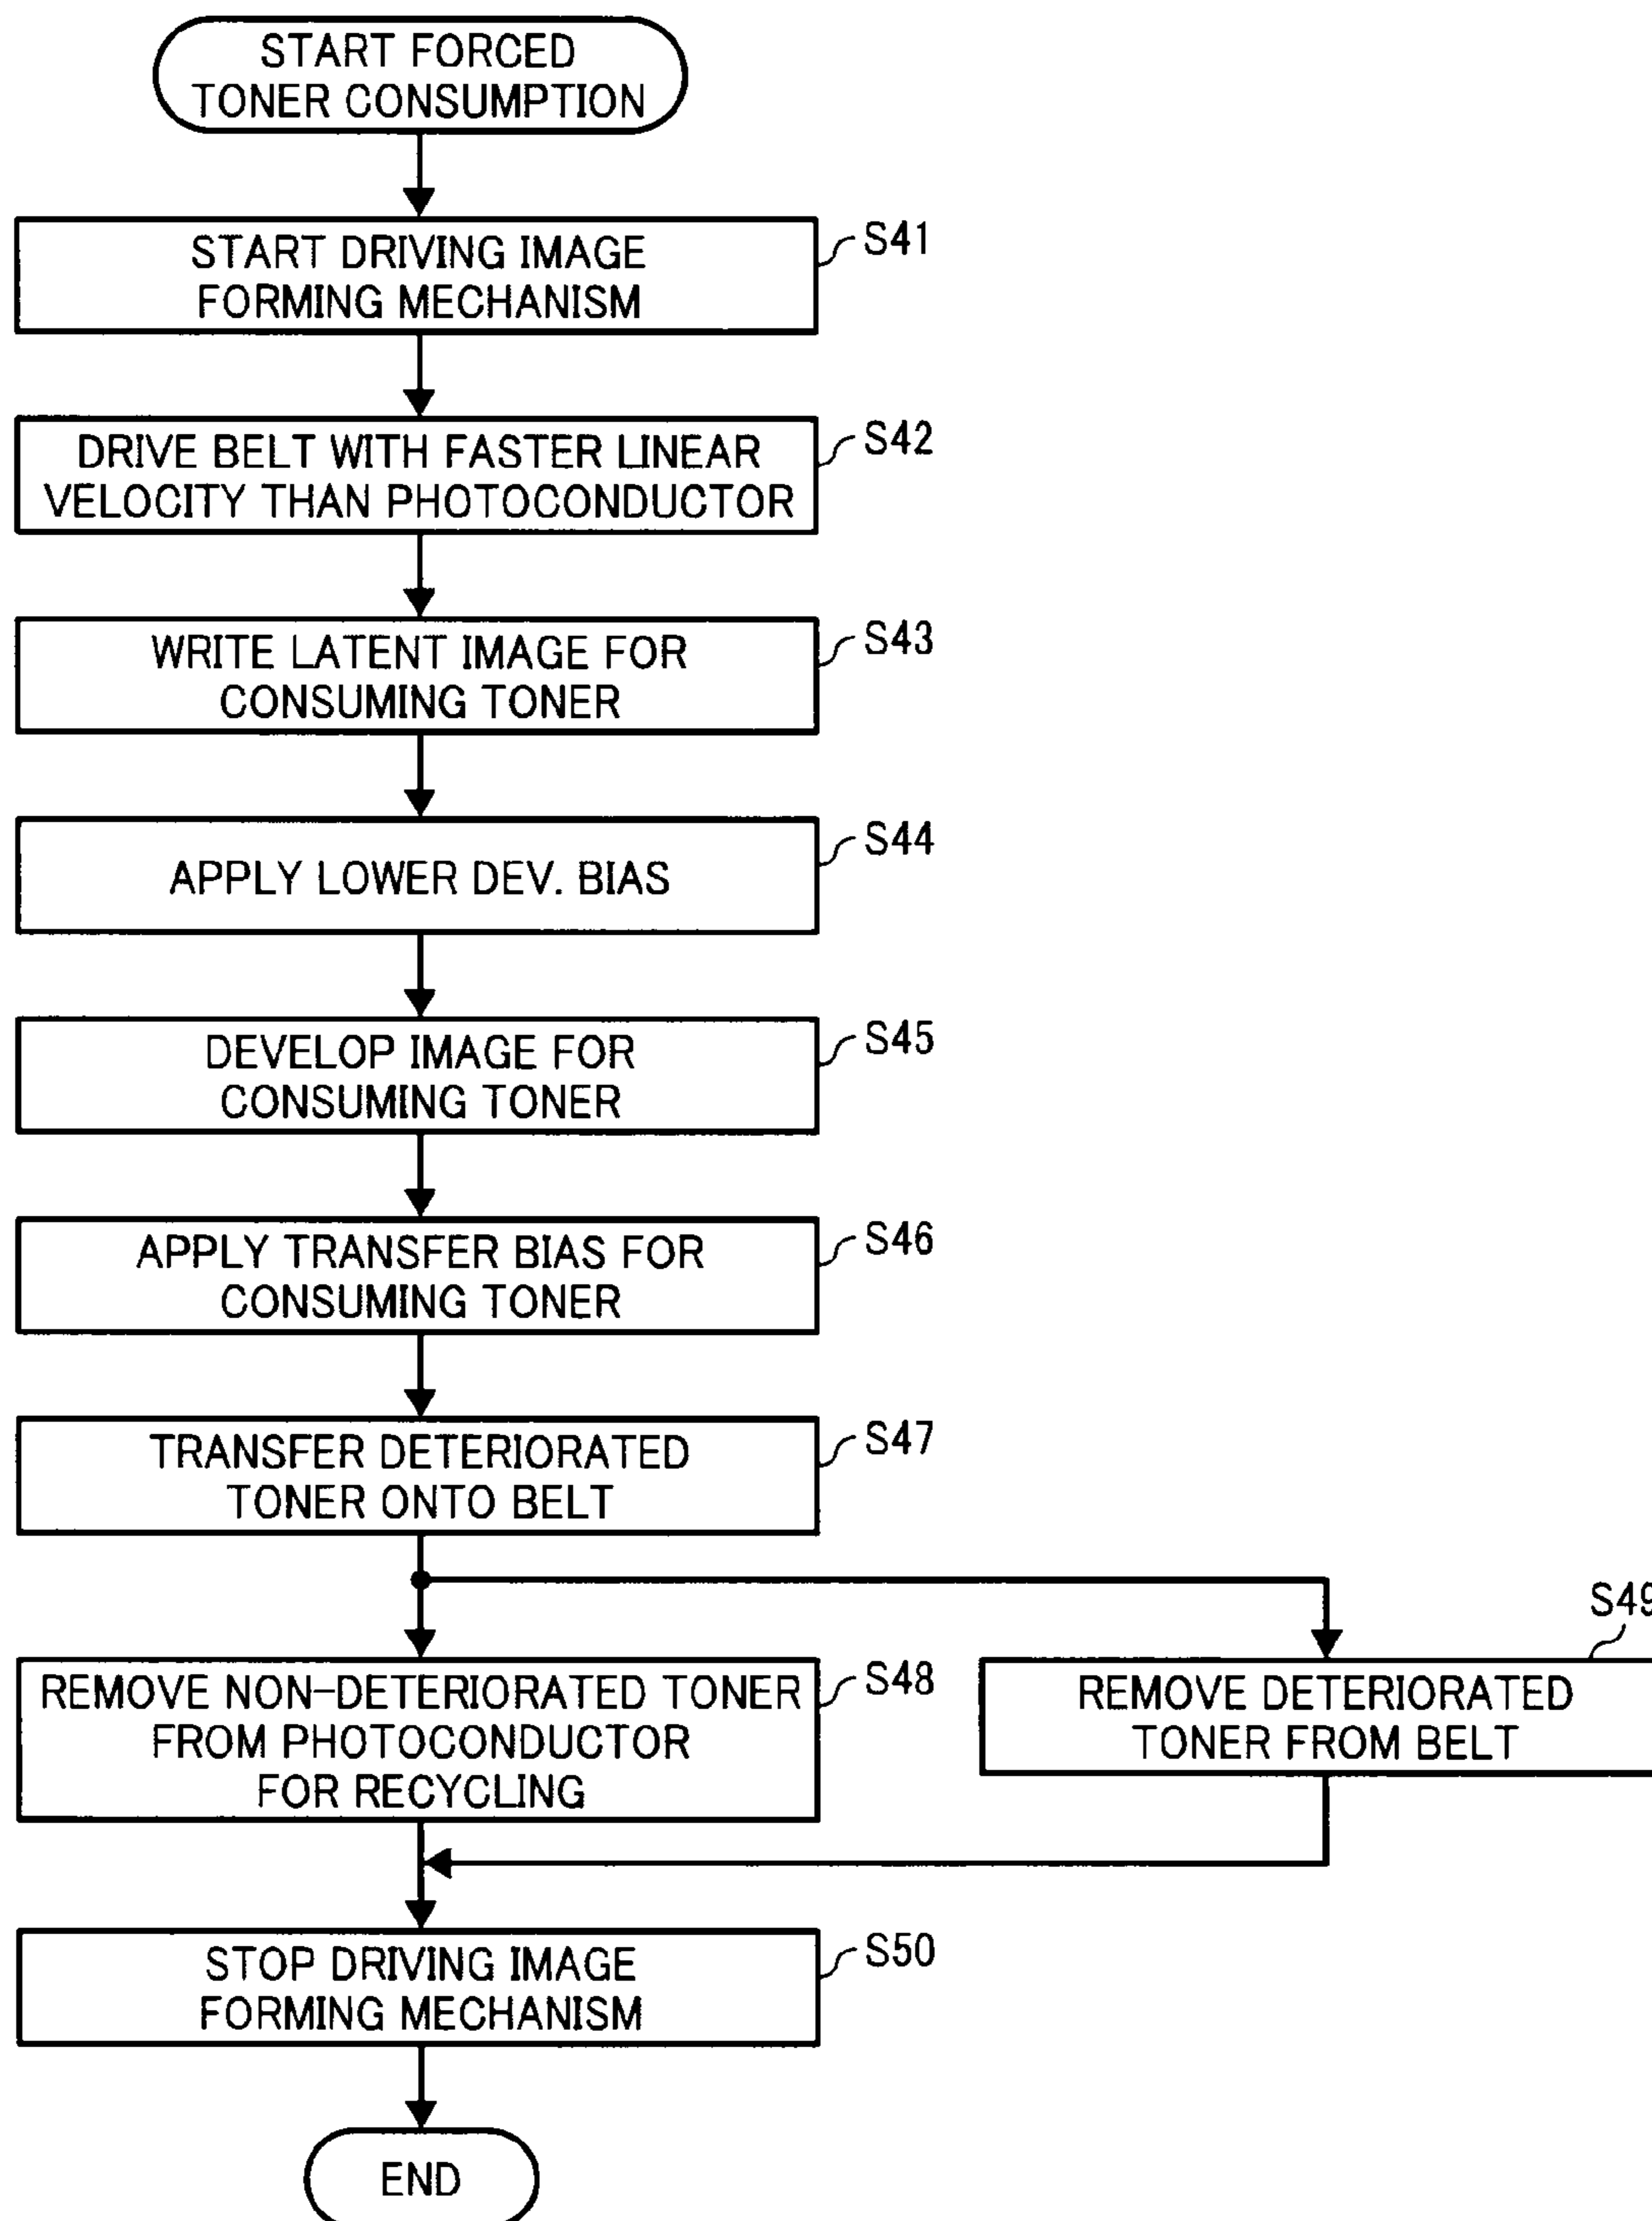 START FORCED
TONER CONSUMPTION
START DRIVING IMAGE
FORMING MECHANISM
S41
DRIVE BELT WITH FASTER LINEAR
VELOCITY THAN PHOTOCONDUCTOR
S42
WRITE LATENT IMAGE FOR
CONSUMING TONER
S43
APPLY LOWER DEV. BIAS
S44
DEVELOP IMAGE FOR
CONSUMING TONER
S45
APPLY TRANSFER BIAS FOR
CONSUMING TONER
S46
TRANSFER DETERIORATED
TONER ONTO BELT
S47
REMOVE NON-DETERIORATED TONER
FROM PHOTOCONDUCTOR
FOR RECYCLING
S48
S49
REMOVE DETERIORATED
TONER FROM BELT
STOP DRIVING IMAGE
FORMING MECHANISM
S50
END